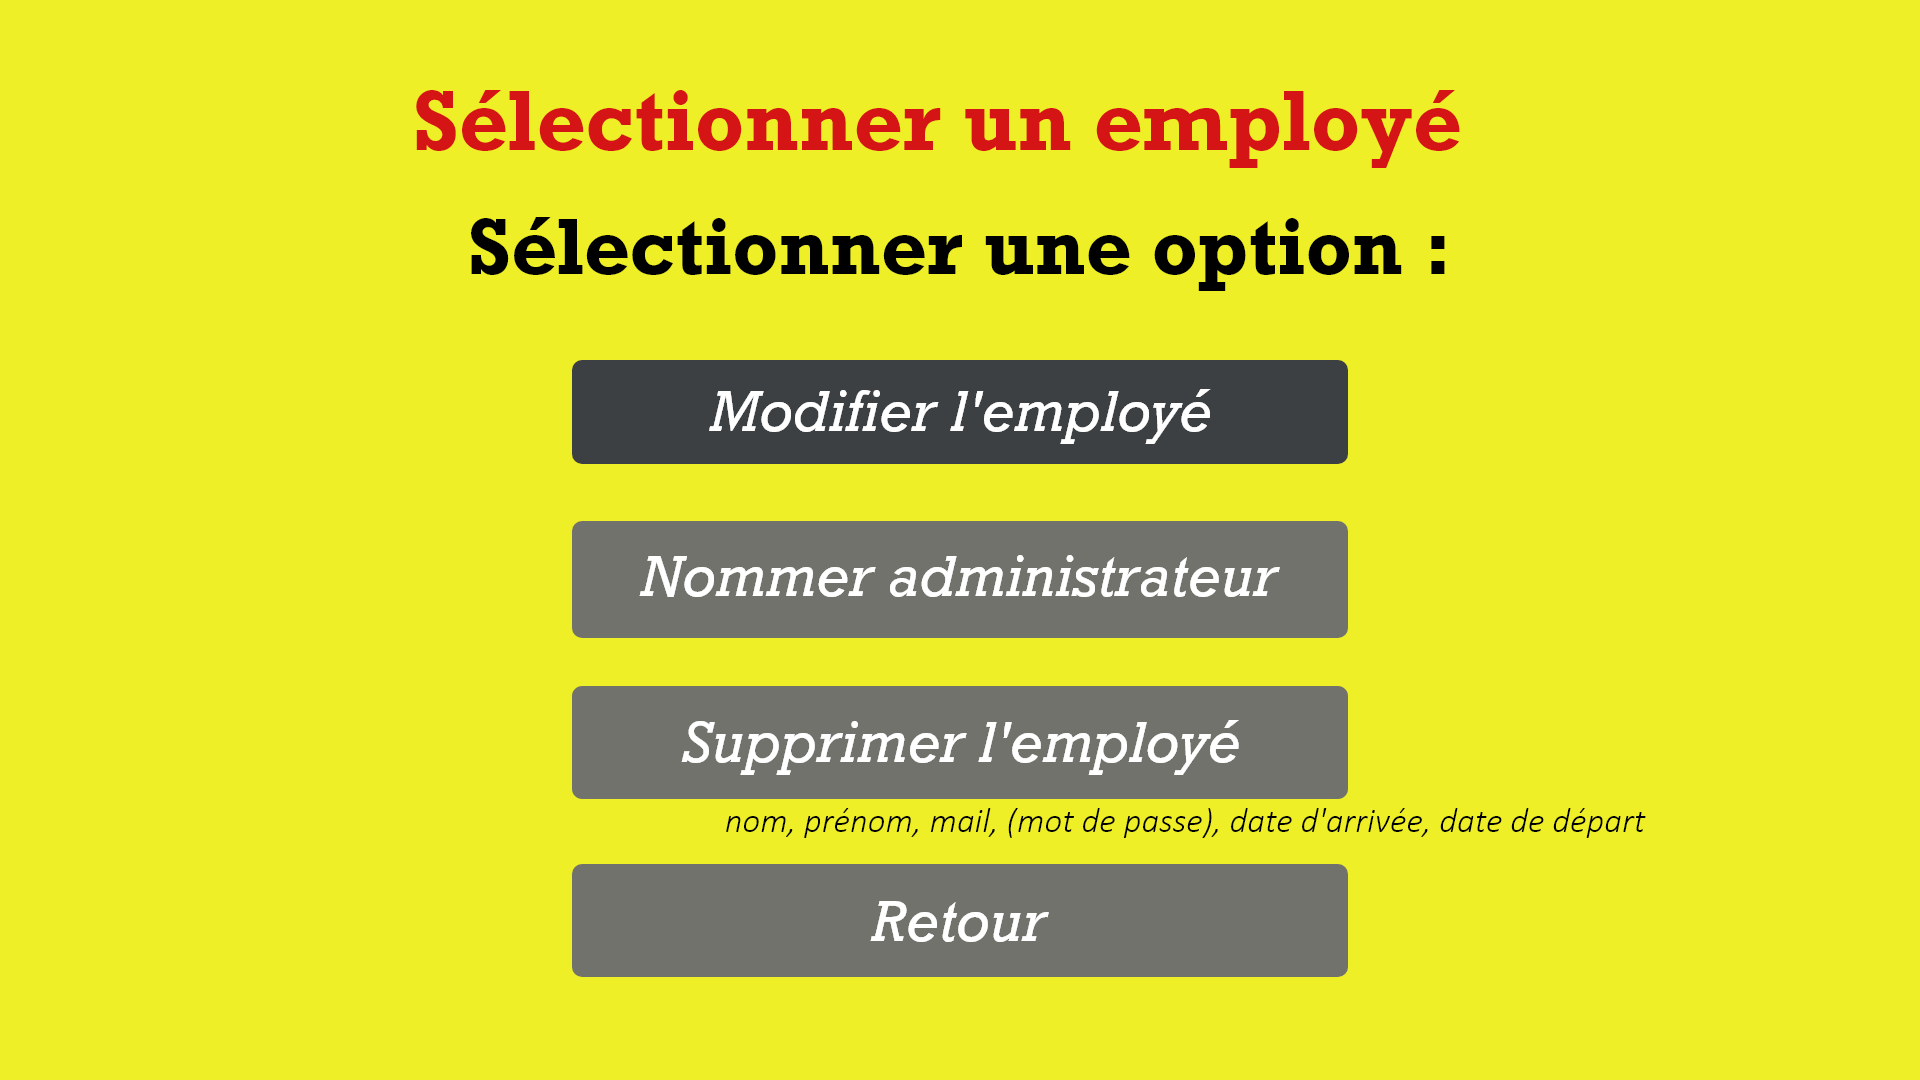 Sélectionner un employé
Sélectionner une option :
Modifier l'employé
Nommer administrateur
Supprimer l'employé
nom, prénom, mail, (mot de passe), date d'arrivée, date de départ
Retour